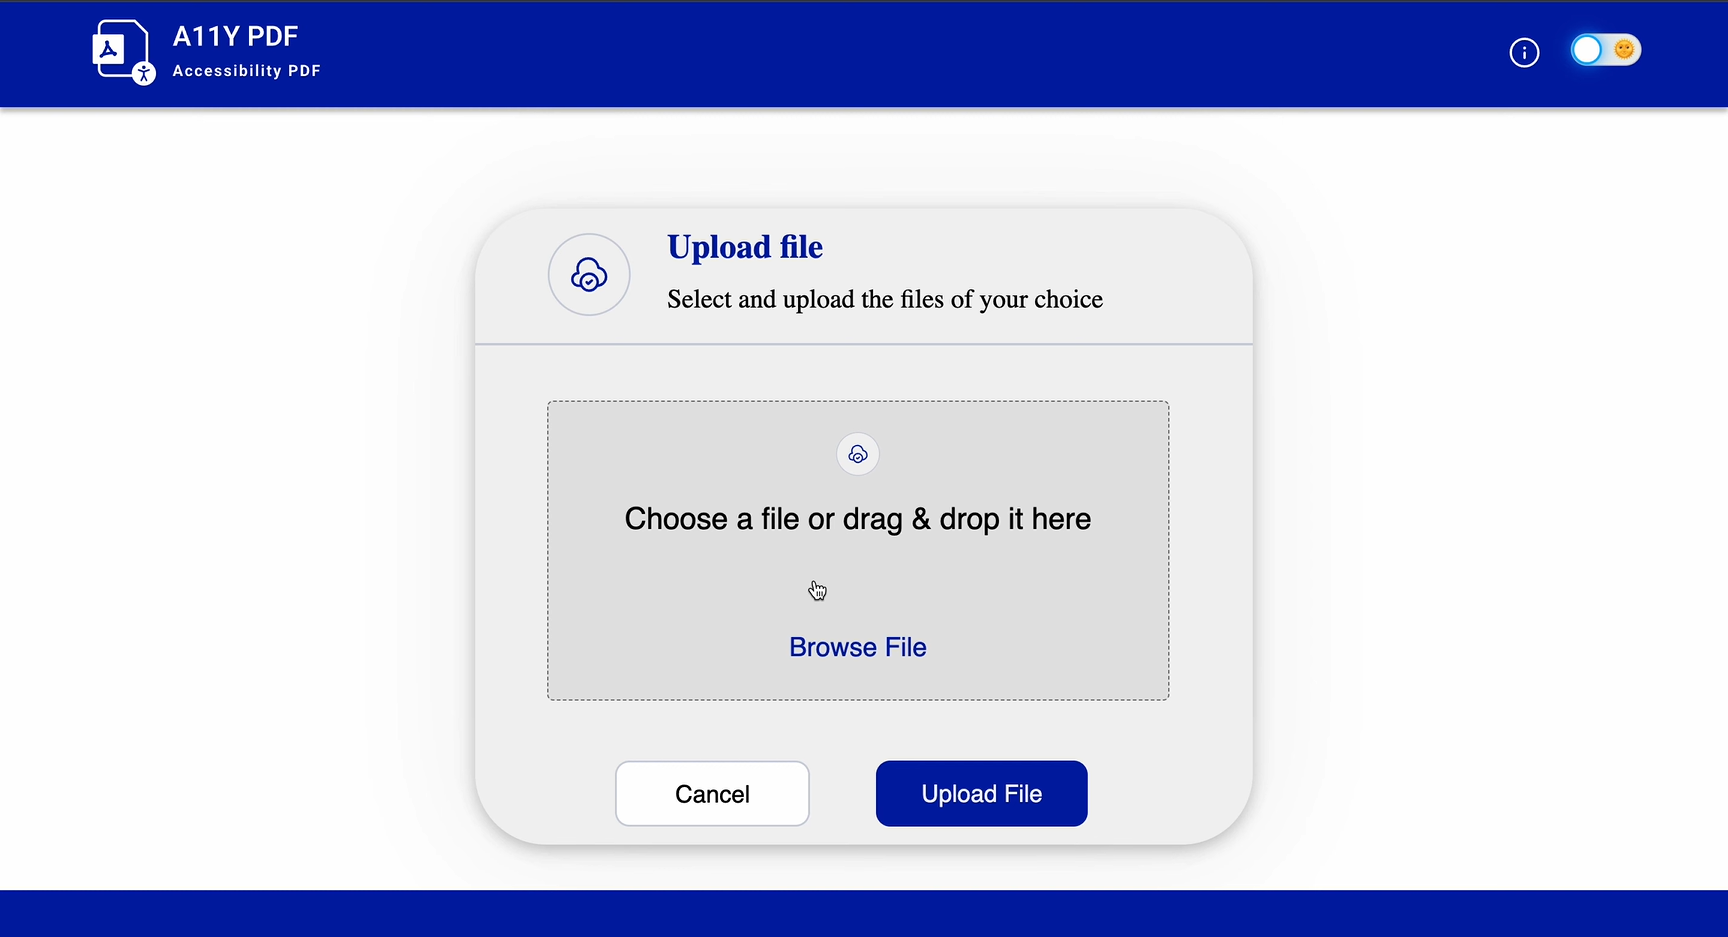 A11Y PDF
Accessibility PDF
Upload file
Select and upload the files of your choice
Choose a file or drag & drop it here
Browse File
Cancel
Upload File